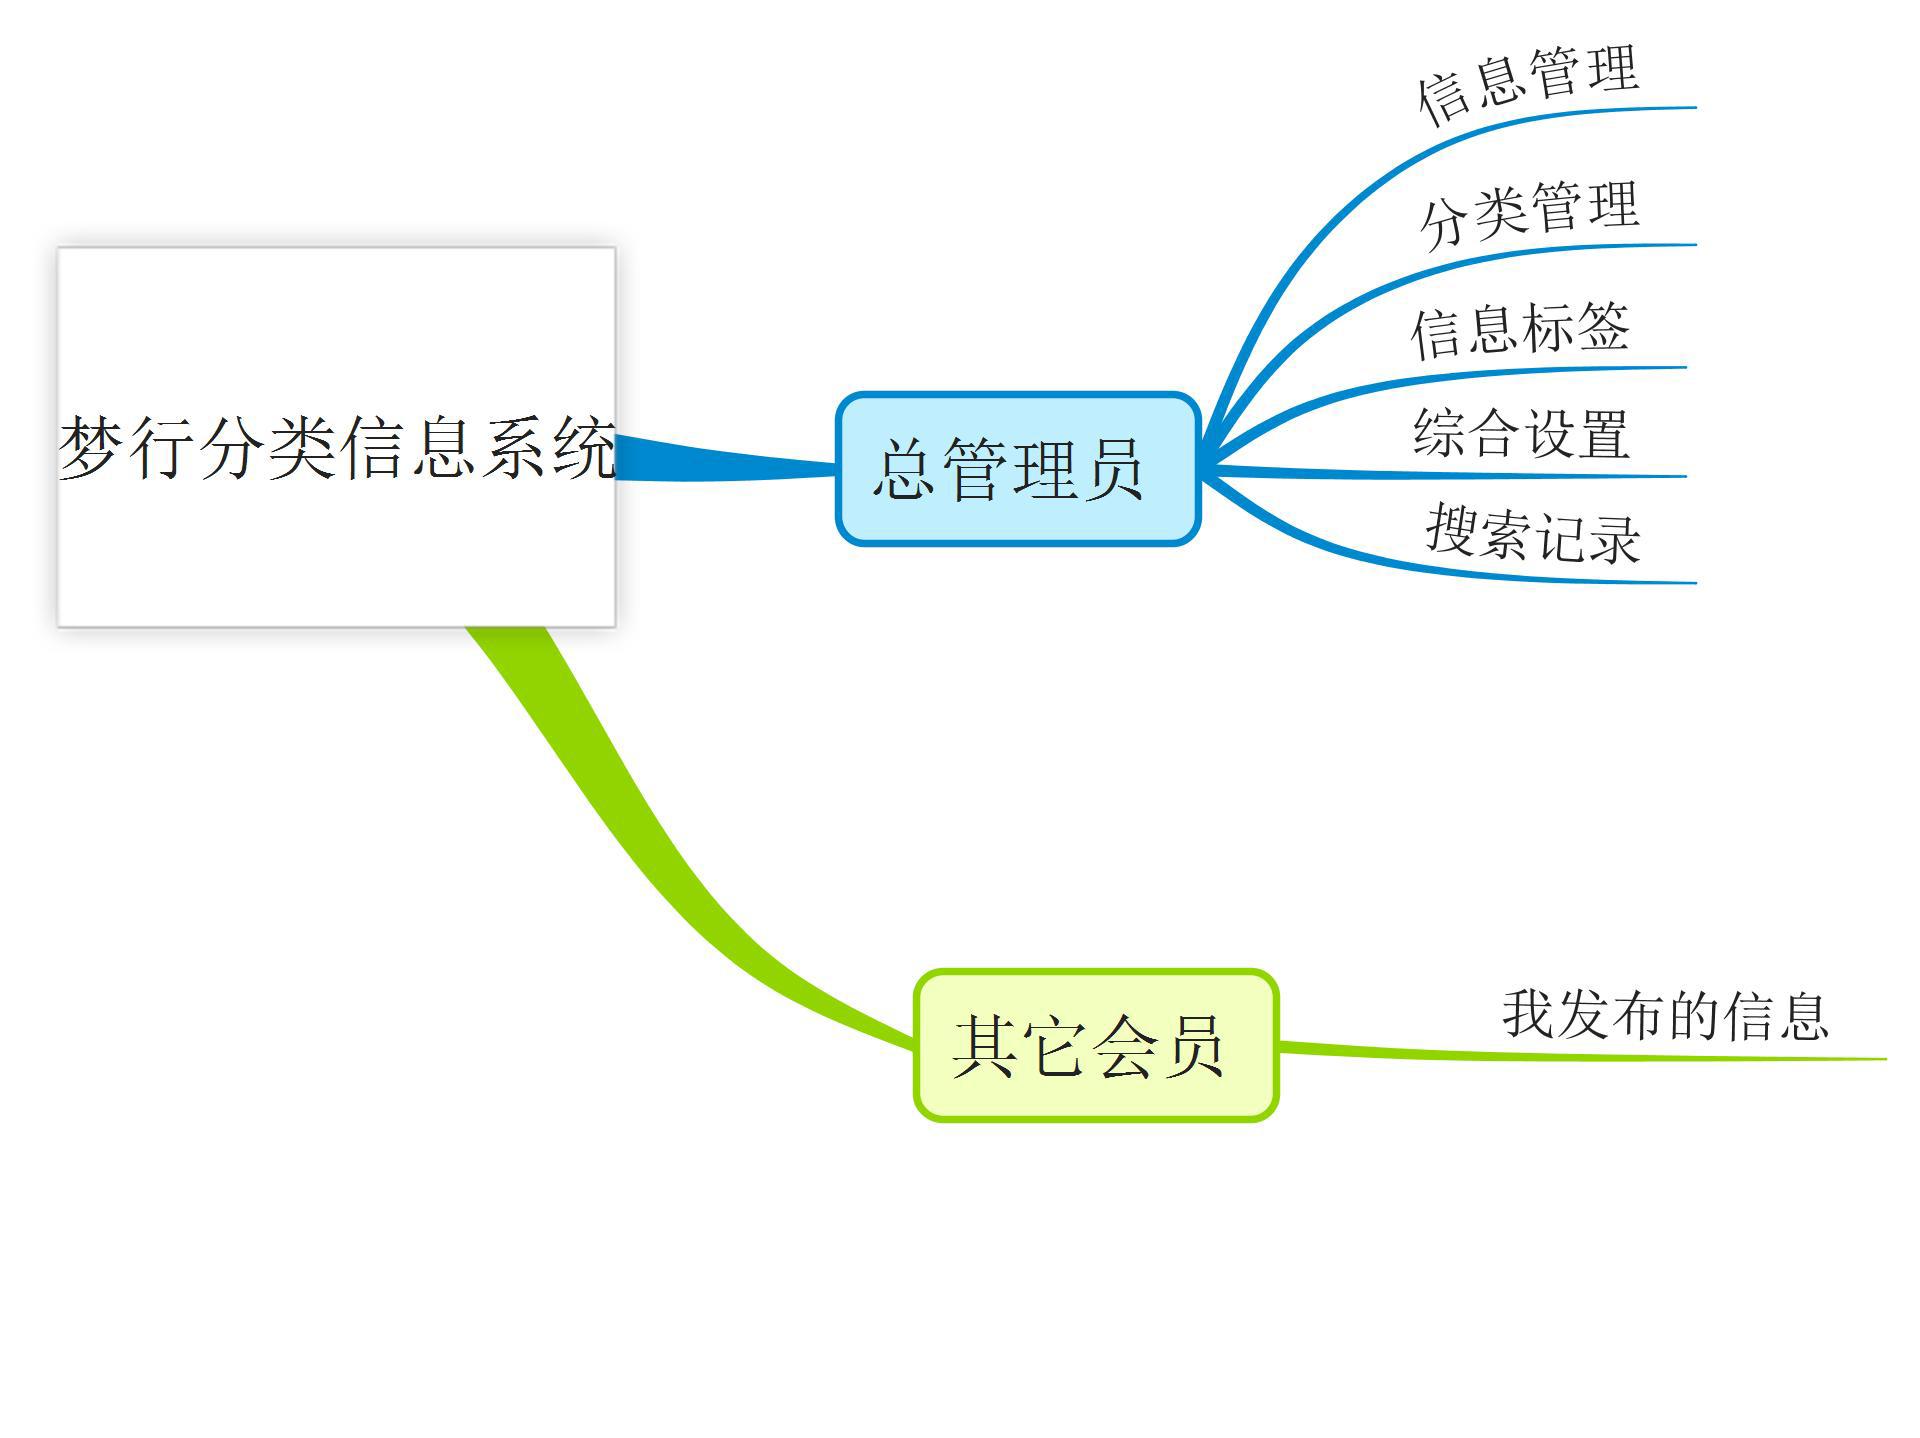 梦行分类信息系统
总管理员
信息管理
分类管理
信息标签
综合设置
搜索记录
其它会员
我发布的信息